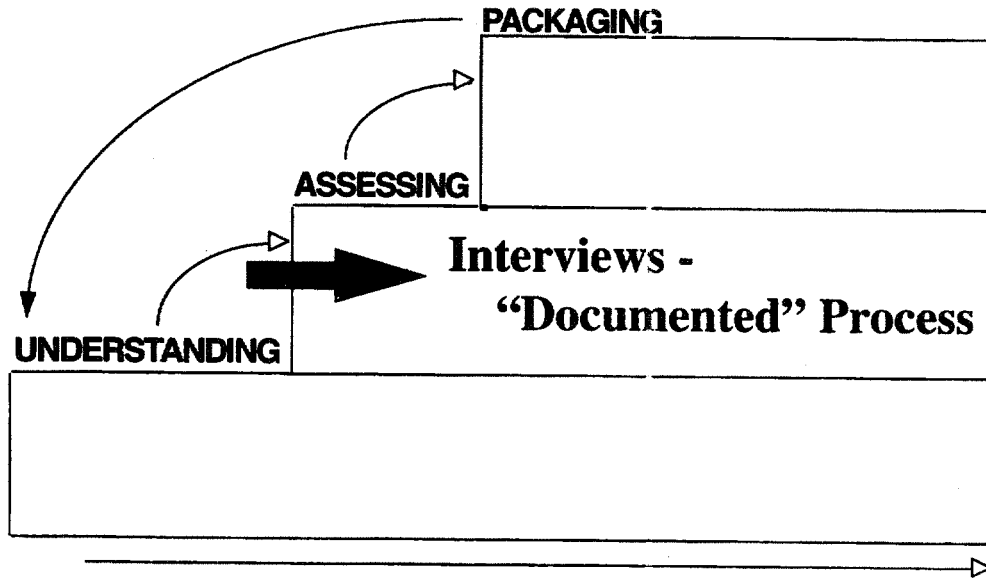 PACKAGING
ASSESSING
Interviews -
“Documented” Process
UNDERSTANDING